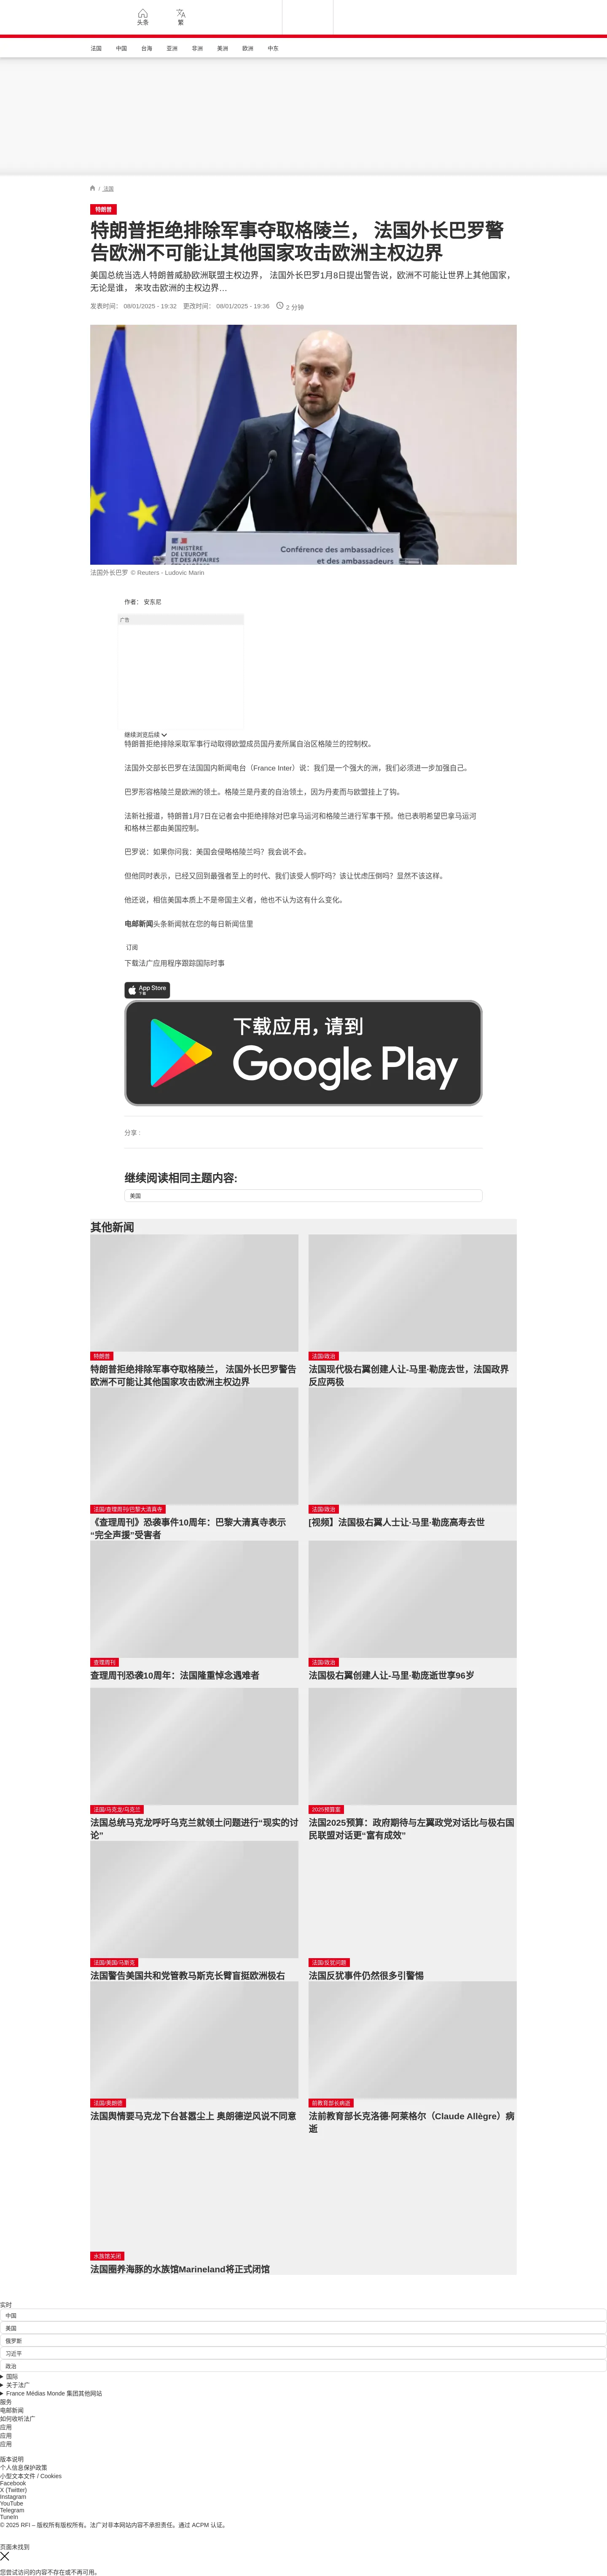 头条
繁
法国 中国 台海 亚洲 非洲 美洲 欧洲 中东
/ 法国
特朗普
特朗普拒绝排除军事夺取格陵兰， 法国外长巴罗警
告欧洲不可能让其他国家攻击欧洲主权边界
美国总统当选人特朗普威胁欧洲联盟主权边界， 法国外长巴罗1月8日提出警告说，欧洲不可能让世界上其他国家，
无论是谁， 来攻击欧洲的主权边界…
发表时间： 08/01/2025 - 19:32 更改时间： 08/01/2025 - 19:36 2 分钟
MINISTÈRE
DE L'EUROPE
ET DES AFFAIRES
Conférence des ambassadrices
et des ambassadeurs
法国外长巴罗 © Reuters - Ludovic Marin
作者： 安东尼
广告
继续浏览后续
特朗普拒绝排除采取军事行动取得欧盟成员国丹麦所属自治区格陵兰的控制权。
法国外交部长巴罗在法国国内新闻电台（France Inter）说：我们是一个强大的洲，我们必须进一步加强自己。
巴罗形容格陵兰是欧洲的领土。格陵兰是丹麦的自治领土，因为丹麦而与欧盟挂上了钩。
法新社报道，特朗普1月7日在记者会中拒绝排除对巴拿马运河和格陵兰进行军事干预。他已表明希望巴拿马运河
和格林兰都由美国控制。
巴罗说：如果你问我：美国会侵略格陵兰吗？我会说不会。
但他同时表示，已经又回到最强者至上的时代、我们该受人恫吓吗？该让忧虑压倒吗？显然不该这样。
他还说，相信美国本质上不是帝国主义者，他也不认为这有什么变化。
电邮新闻头条新闻就在您的每日新闻信里
订阅
下载法广应用程序跟踪国际时事
App Store
下载
下载应用，请到
Google Play
分享 :
继续阅读相同主题内容:
美国
其他新闻
特朗普
特朗普拒绝排除军事夺取格陵兰， 法国外长巴罗警告
欧洲不可能让其他国家攻击欧洲主权边界
法国/政治
法国现代极右翼创建人让-马里·勒庞去世，法国政界
反应两极
法国/查理周刊/巴黎大清真寺
《查理周刊》恐袭事件10周年：巴黎大清真寺表示
“完全声援”受害者
法国/政治
[视频】法国极右翼人士让·马里·勒庞高寿去世
查理周刊
查理周刊恐袭10周年：法国隆重悼念遇难者
法国/政治
法国极右翼创建人让-马里·勒庞逝世享96岁
法国/马克龙/乌克兰
法国总统马克龙呼吁乌克兰就领土问题进行“现实的讨
论”
2025预算案
法国2025预算：政府期待与左翼政党对话比与极右国
民联盟对话更“富有成效”
法国/美国/马斯克
法国警告美国共和党管教马斯克长臂盲挺欧洲极右
法国/反犹问题
法国反犹事件仍然很多引警惕
法国/奥朗德
法国舆情要马克龙下台甚嚣尘上 奥朗德逆风说不同意
前教育部长病逝
法前教育部长克洛德·阿莱格尔（Claude Allègre）病
逝
水族馆关闭
法国圈养海豚的水族馆Marineland将正式闭馆
实时
中国
美国
俄罗斯
习近平
政治
国际
关于法广
France Médias Monde 集团其他网站
服务
电邮新闻
如何收听法广
应用
应用
应用
版本说明
个人信息保护政策
小型文本文件 / Cookies
Facebook
X (Twitter)
Instagram
YouTube
Telegram
TuneIn
© 2025 RFI – 版权所有版权所有。法广对非本网站内容不承担责任。通过 ACPM 认证。
页面未找到
您尝试访问的内容不存在或不再可用。